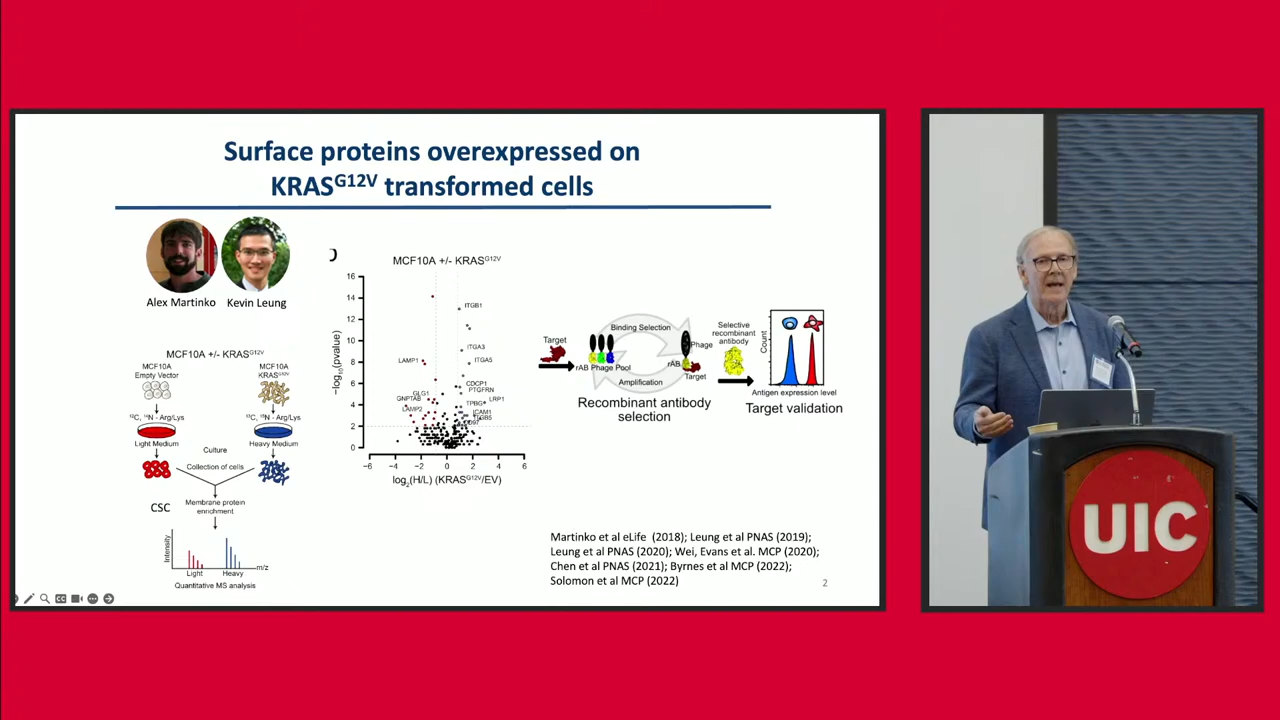 Surface proteins overexpressed on
KRASG12V transformed cells
Alex Martinko
Kevin Leung
MCF10A +/- KRASG12V
MCF10A
Empty Vector
MCF10A
KRASG12V
Light Medium
Heavy Medium
Culture
Collection of cells
CSC
Membrane protein
enrichment
Intensity
Light
Heavy
m/z
Quantitative MS analysis
MCF10A +/- KRASG12V
16
14
12
10
8
6
4
2
0
−6
−4
−2
0
2
4
6
−log10(pvalue)
log2(H/L) (KRASG12V/EV)
ITGB1
ITGA3
ITGA5
LAMP1
CDCP1
PTGFRN
GLG1
GNPTAB
LRP1
TPBG
LAMP2
ICAM1
Target
Binding Selection
rAB Phage Pool
Amplification
Phage
rAB
Target
Recombinant antibody
selection
Selective
recombinant
antibody
Count
Antigen expression level
Target validation
Martinko et al eLife (2018); Leung et al PNAS (2019);
Leung et al PNAS (2020); Wei, Evans et al. MCP (2020);
Chen et al PNAS (2021); Byrnes et al MCP (2022);
Solomon et al MCP (2022)
2
UIC